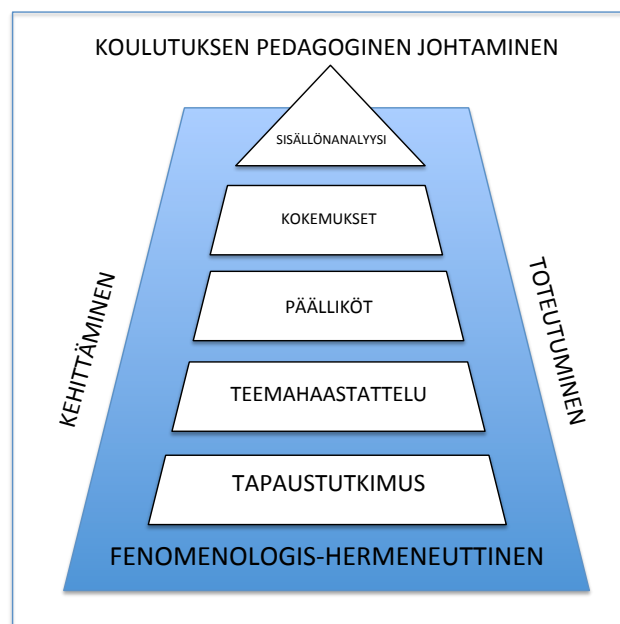 KOULUTUKSEN PEDAGOGINEN JOHTAMINEN
SISÄLLÖNANALYYSI
KOKEMUKSET
PÄÄLLIKÖT
KEHITTÄMINEN
TOTEUTUMINEN
TEEMAHAASTATTELU
TAPAUSTUTKIMUS
FENOMENOLOGIS-HERMENEUTTINEN